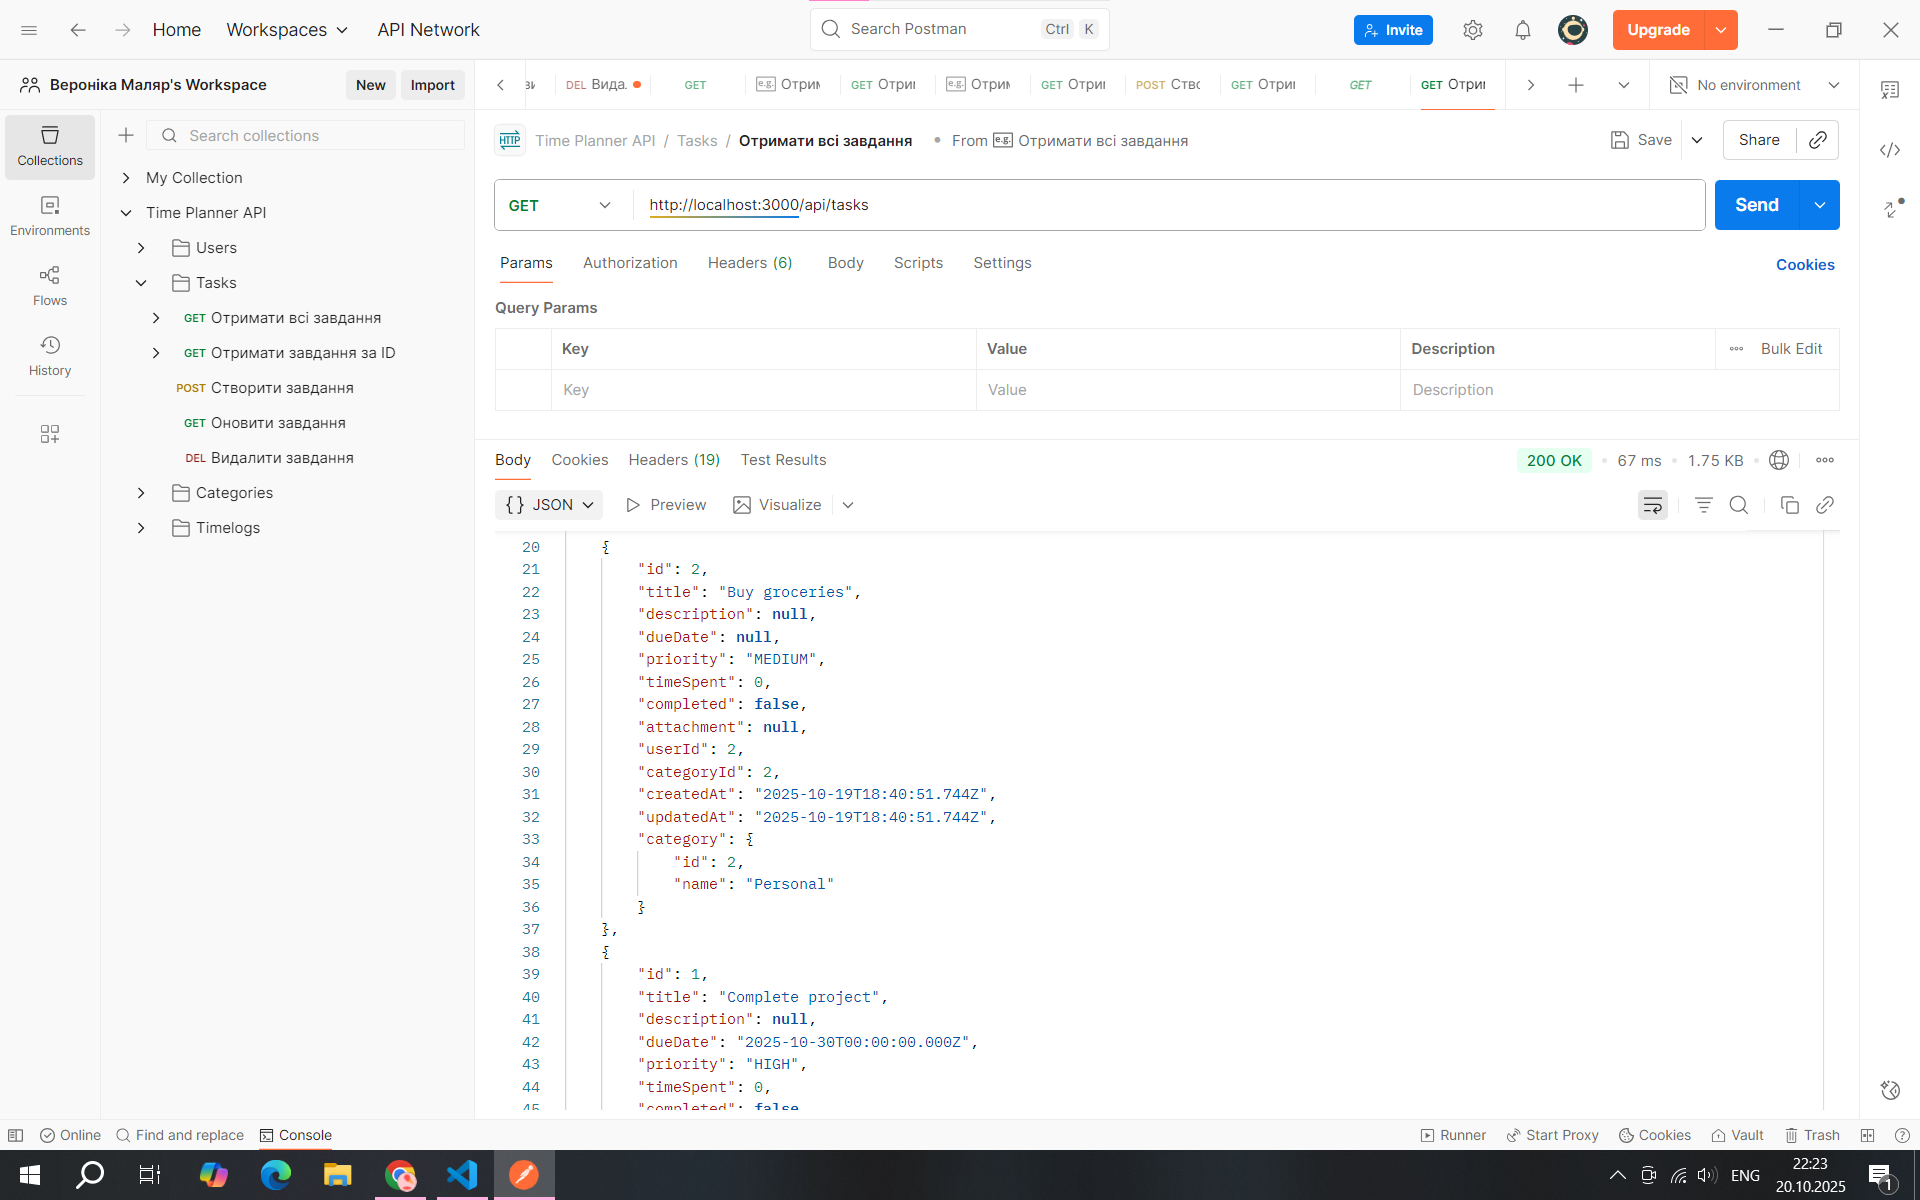 Home Workspaces API Network Search Postman Ctrl K Invite Upgrade
Вероніка Маляр's Workspace New Import
DEL Вида. GET e.g. Отрим GET Отри e.g. Отрим GET Отри POST Ство GET Отри GET GET Отри No environment
Collections
Environments
Flows
History
Search collections
My Collection
Time Planner API
Users
Tasks
GET Отримати всі завдання
GET Отримати завдання за ID
POST Створити завдання
GET Оновити завдання
DEL Видалити завдання
Categories
Timelogs
HTTP Time Planner API / Tasks / Отримати всі завдання • From e.g. Отримати всі завдання Save Share
GET http://localhost:3000/api/tasks Send
Params Authorization Headers (6) Body Scripts Settings Cookies
Query Params
Key Value Description Bulk Edit
Key Value Description
Body Cookies Headers (19) Test Results 200 OK • 67 ms • 1.75 KB
{} JSON Preview Visualize
20 {
21 "id": 2,
22 "title": "Buy groceries",
23 "description": null,
24 "dueDate": null,
25 "priority": "MEDIUM",
26 "timeSpent": 0,
27 "completed": false,
28 "attachment": null,
29 "userId": 2,
30 "categoryId": 2,
31 "createdAt": "2025-10-19T18:40:51.744Z",
32 "updatedAt": "2025-10-19T18:40:51.744Z",
33 "category": {
34 "id": 2,
35 "name": "Personal"
36 }
37 },
38 {
39 "id": 1,
40 "title": "Complete project",
41 "description": null,
42 "dueDate": "2025-10-30T00:00:00.000Z",
43 "priority": "HIGH",
44 "timeSpent": 0,
45 "completed": false
Online Find and replace Console Runner Start Proxy Cookies Vault Trash
ENG 22:23
20.10.2025 1